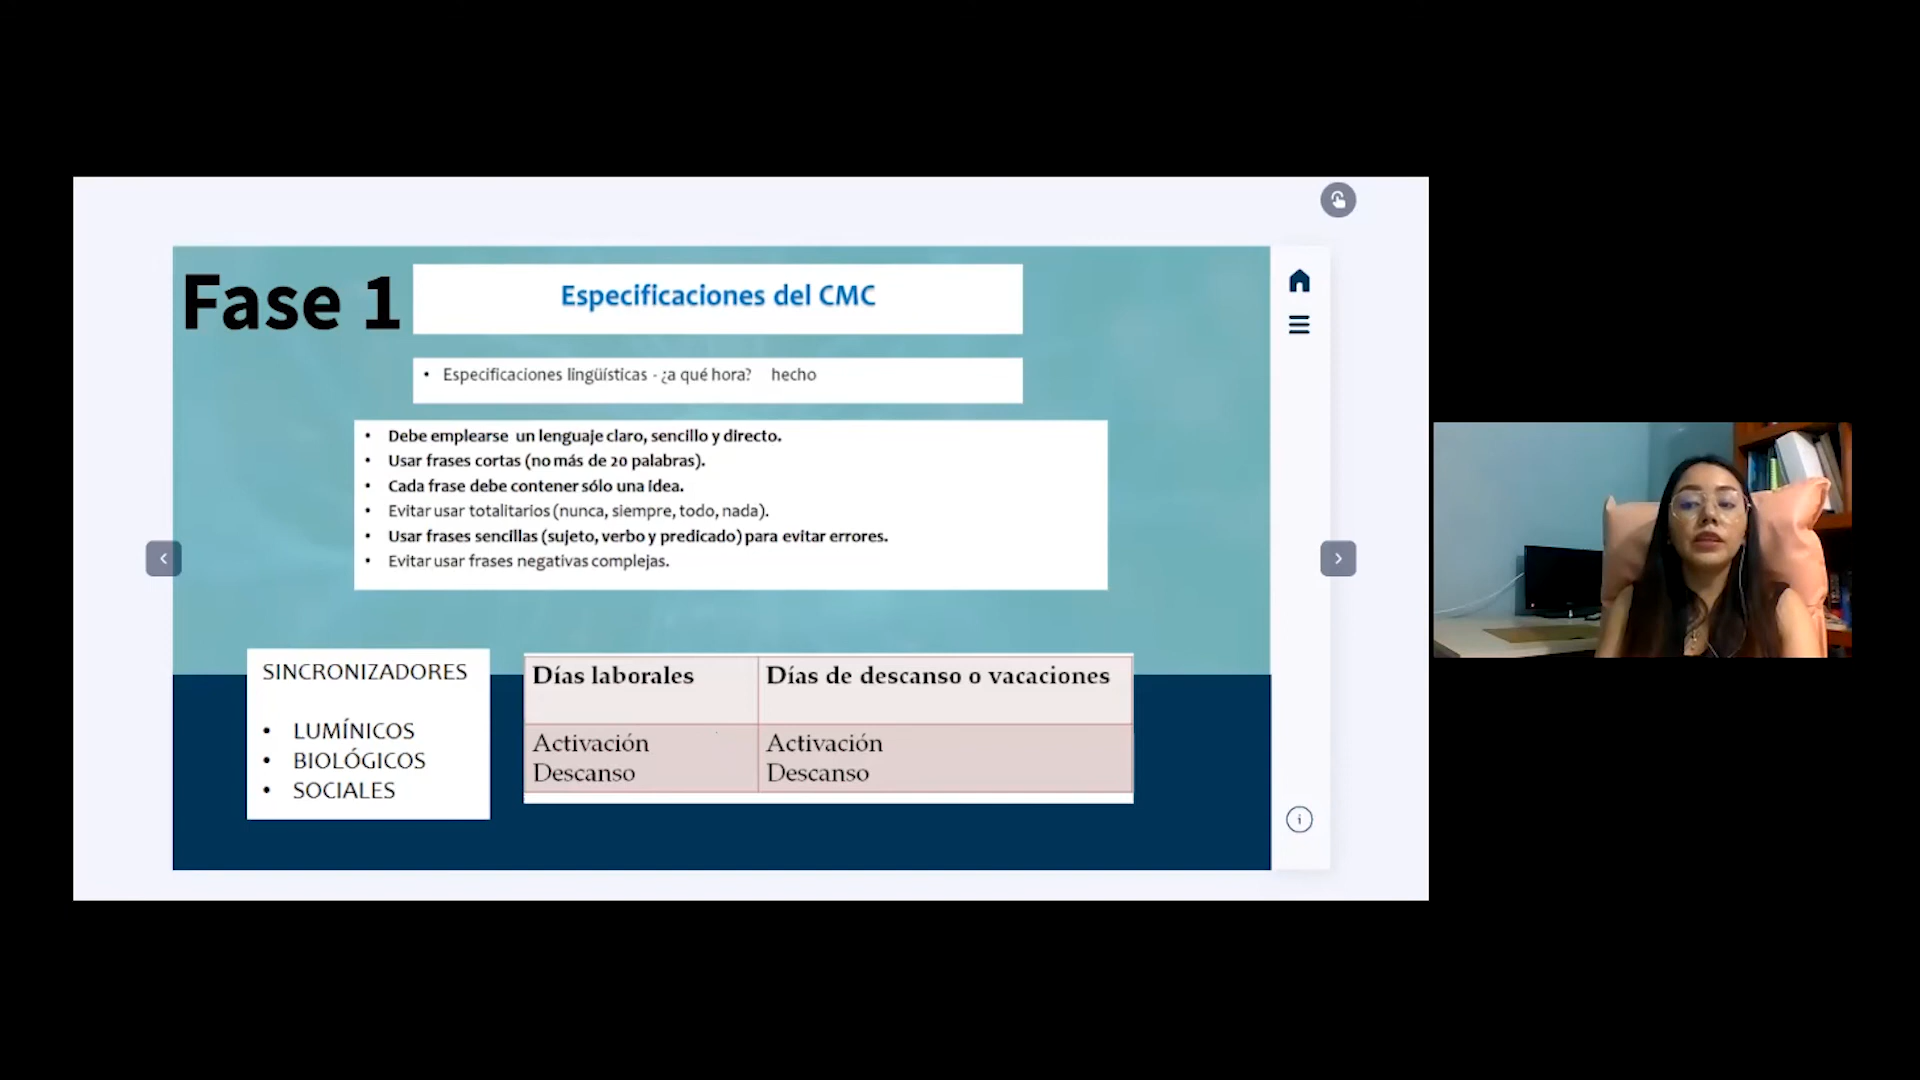 Fase 1
Especificaciones del CMC
• Especificaciones lingüísticas - ¿a qué hora? hecho
• Debe emplearse un lenguaje claro, sencillo y directo.
• Usar frases cortas (no más de 20 palabras).
• Cada frase debe contener sólo una idea.
• Evitar usar totalitarios (nunca, siempre, todo, nada).
• Usar frases sencillas (sujeto, verbo y predicado) para evitar errores.
• Evitar usar frases negativas complejas.
SINCRONIZADORES
• LUMÍNICOS
• BIOLÓGICOS
• SOCIALES
Días laborales
Días de descanso o vacaciones
Activación
Descanso
Activación
Descanso